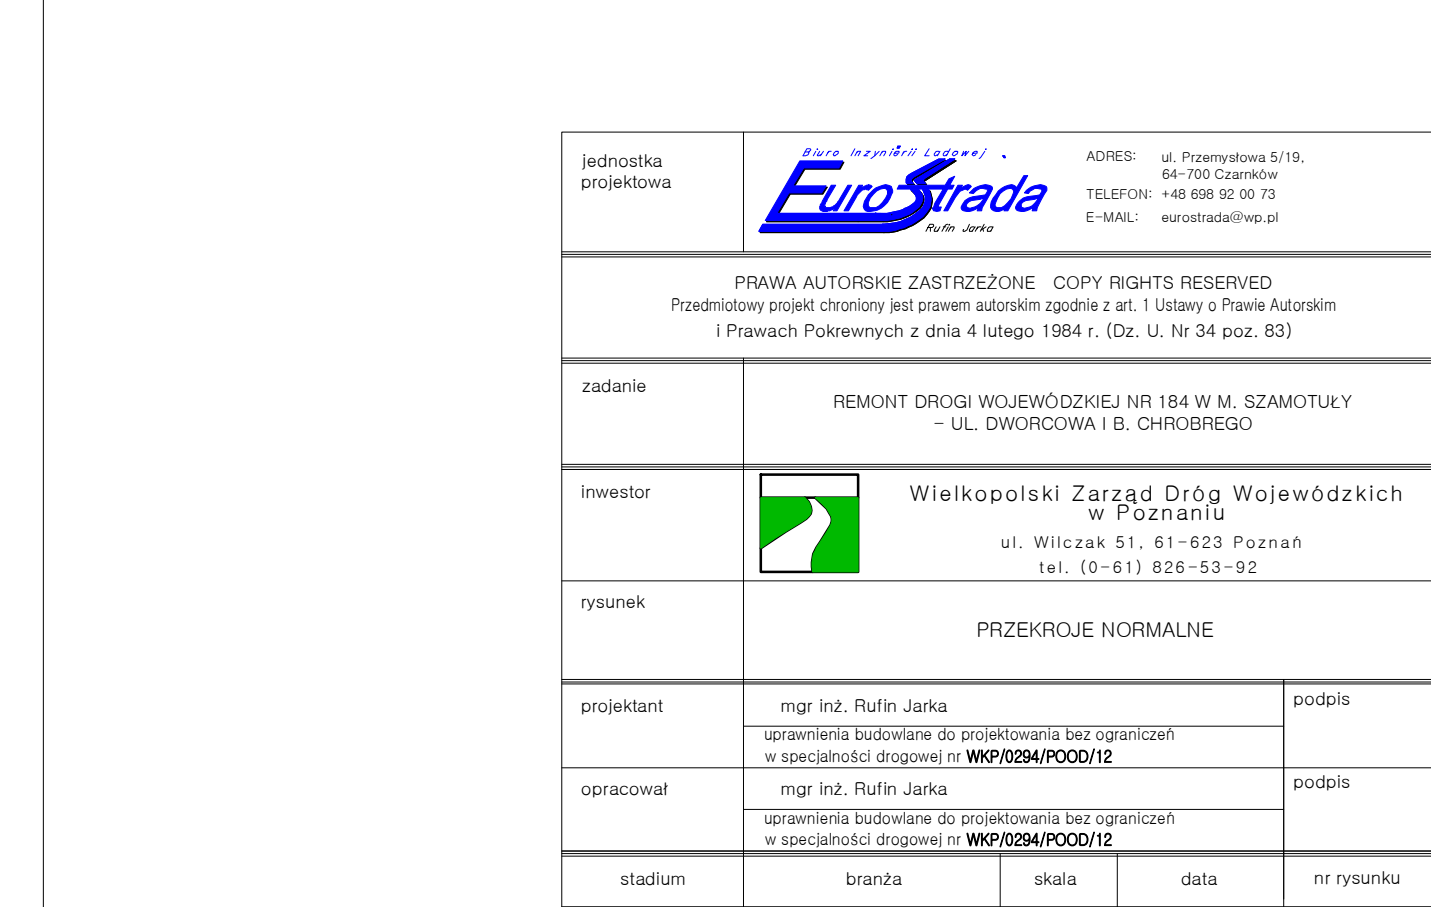 jednostka
projektowa
Biuro Inzynierii Ladowej
EuroStrada
Rufin Jarka
ADRES: ul. Przemysłowa 5/19,
64-700 Czarnków
TELEFON: +48 698 92 00 73
E-MAIL: eurostrada@wp.pl
PRAWA AUTORSKIE ZASTRZEŻONE COPY RIGHTS RESERVED
Przedmiotowy projekt chroniony jest prawem autorskim zgodnie z art. 1 Ustawy o Prawie Autorskim
i Prawach Pokrewnych z dnia 4 lutego 1984 r. (Dz. U. Nr 34 poz. 83)
zadanie
REMONT DROGI WOJEWÓDZKIEJ NR 184 W M. SZAMOTUŁY
- UL. DWORCOWA I B. CHROBREGO
inwestor
Wielkopolski Zarząd Dróg Wojewódzkich
w Poznaniu
ul. Wilczak 51, 61-623 Poznań
tel. (0-61) 826-53-92
rysunek
PRZEKROJE NORMALNE
projektant
mgr inż. Rufin Jarka
podpis
uprawnienia budowlane do projektowania bez ograniczeń
w specjalności drogowej nr WKP/0294/POOD/12
opracował
mgr inż. Rufin Jarka
podpis
uprawnienia budowlane do projektowania bez ograniczeń
w specjalności drogowej nr WKP/0294/POOD/12
stadium branża skala data nr rysunku